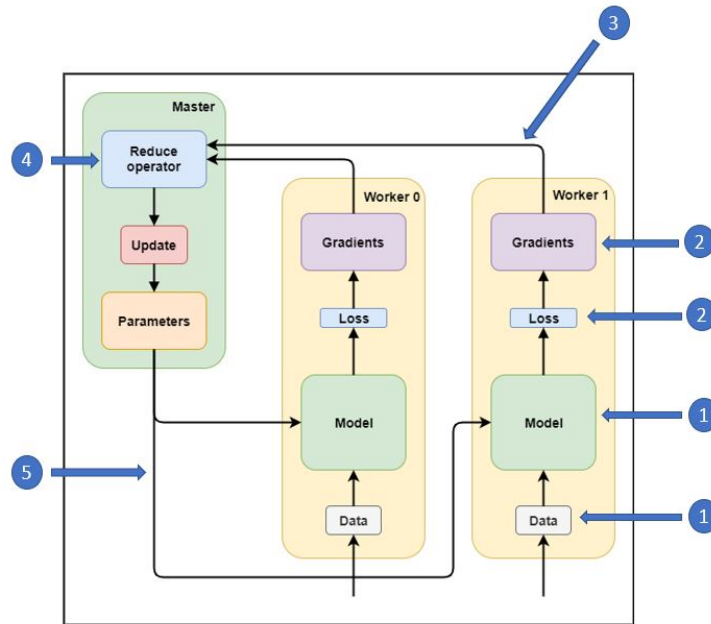 3
Master
4
Reduce
operator
Worker 0
Worker 1
Update
Gradients
Gradients
2
Parameters
Loss
Loss
2
Model
Model
1
5
Data
Data
1